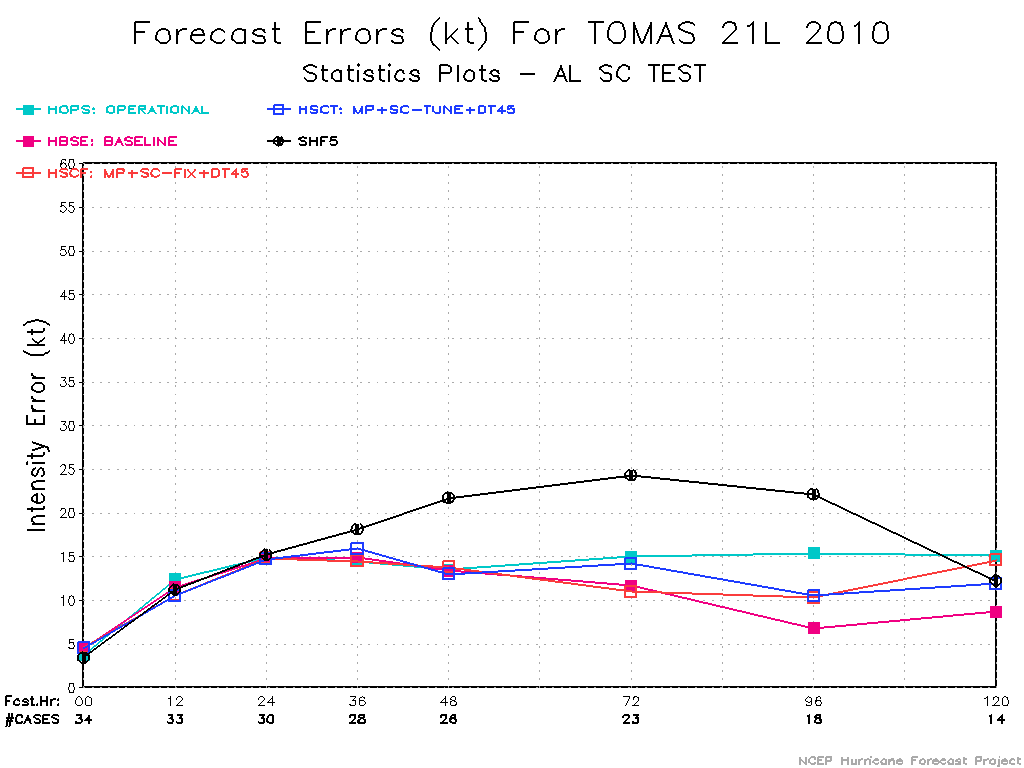 Forecast Errors (kt) For TOMAS 21L 2010
Statistics Plots - AL SC TEST
HOPS: OPERATIONAL
HSCT: MP+SC-TUNE+DT45
HBSE: BASELINE
SHF5
HSCF: MP+SC-FIX+DT45
Intensity Error (kt)
60
55
50
45
40
35
30
25
20
15
10
5
0
Fcst.Hr: 00 12 24 36 48 72 96 120
#CASES 34 33 30 28 26 23 18 14
NCEP Hurricane Forecast Project